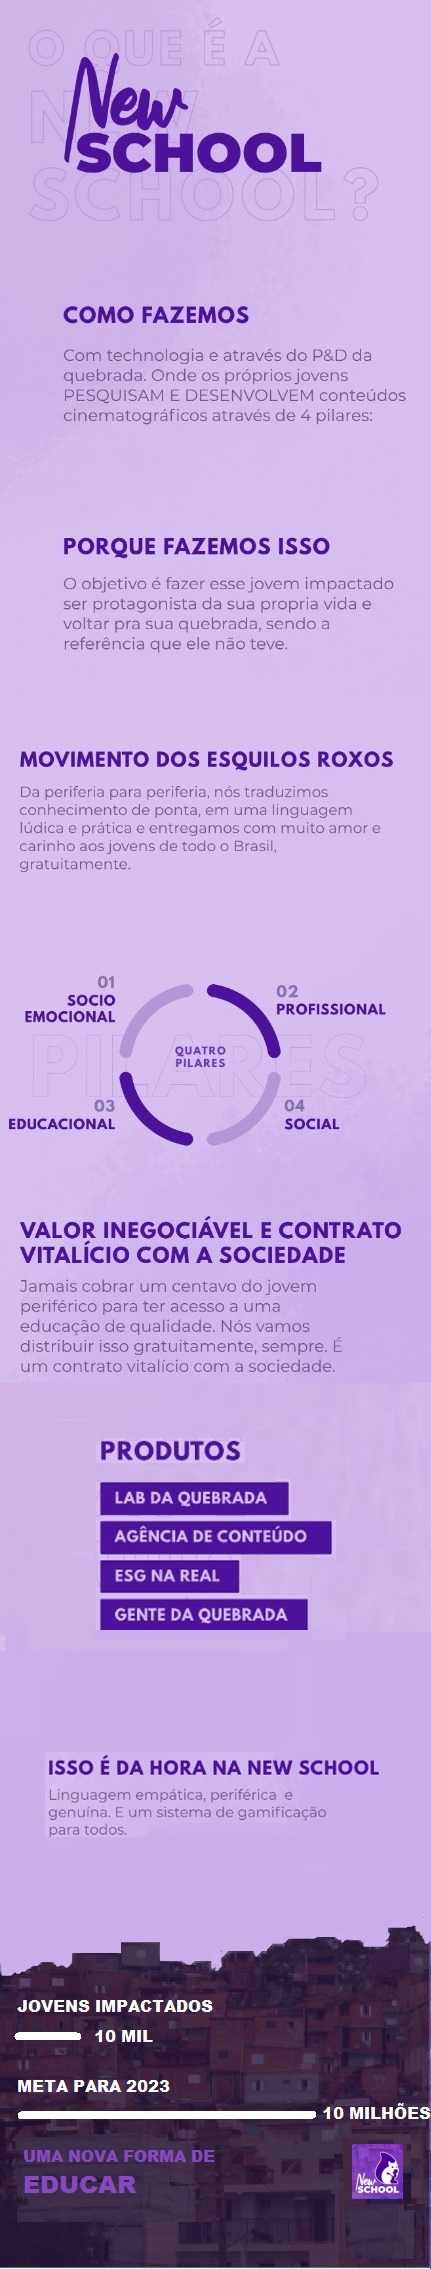 O QUE É A
NEW
SCHOOL?
New
SCHOOL
COMO FAZEMOS
Com technologia e através do P&D da
quebrada. Onde os próprios jovens
PESQUISAM E DESENVOLVEM conteúdos
cinematográficos através de 4 pilares:
PORQUE FAZEMOS ISSO
O objetivo é fazer esse jovem impactado
ser protagonista da sua propria vida e
voltar pra sua quebrada, sendo a
referência que ele não teve.
MOVIMENTO DOS ESQUILOS ROXOS
Da periferia para periferia, nós traduzimos
conhecimento de ponta, em uma linguagem
lúdica e prática e entregamos com muito amor e
carinho aos jovens de todo o Brasil,
gratuitamente.
PILARES
01
SOCIO
EMOCIONAL
02
PROFISSIONAL
QUATRO
PILARES
03
EDUCACIONAL
04
SOCIAL
VALOR INEGOCIÁVEL E CONTRATO
VITALÍCIO COM A SOCIEDADE
Jamais cobrar um centavo do jovem
periférico para ter acesso a uma
educação de qualidade. Nós vamos
distribuir isso gratuitamente, sempre. É
um contrato vitalício com a sociedade.
PRODUTOS
LAB DA QUEBRADA
AGÊNCIA DE CONTEÚDO
ESG NA REAL
GENTE DA QUEBRADA
ISSO É DA HORA NA NEW SCHOOL
Linguagem empática, periférica e
genuína. E um sistema de gamificação
para todos.
JOVENS IMPACTADOS
10 MIL
META PARA 2023
10 MILHÕES
UMA NOVA FORMA DE
EDUCAR
New
SCHOOL